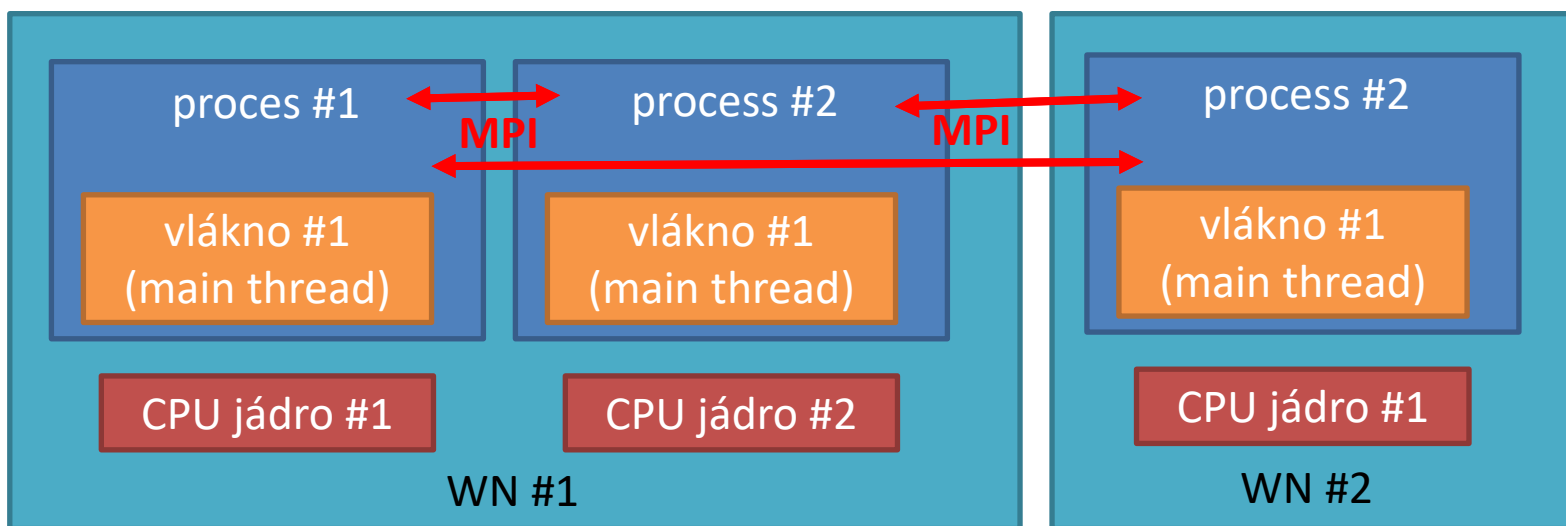 proces #1
MPI
process #2
MPI
process #2
vlákno #1
(main thread)
vlákno #1
(main thread)
vlákno #1
(main thread)
CPU jádro #1
CPU jádro #2
CPU jádro #1
WN #1
WN #2